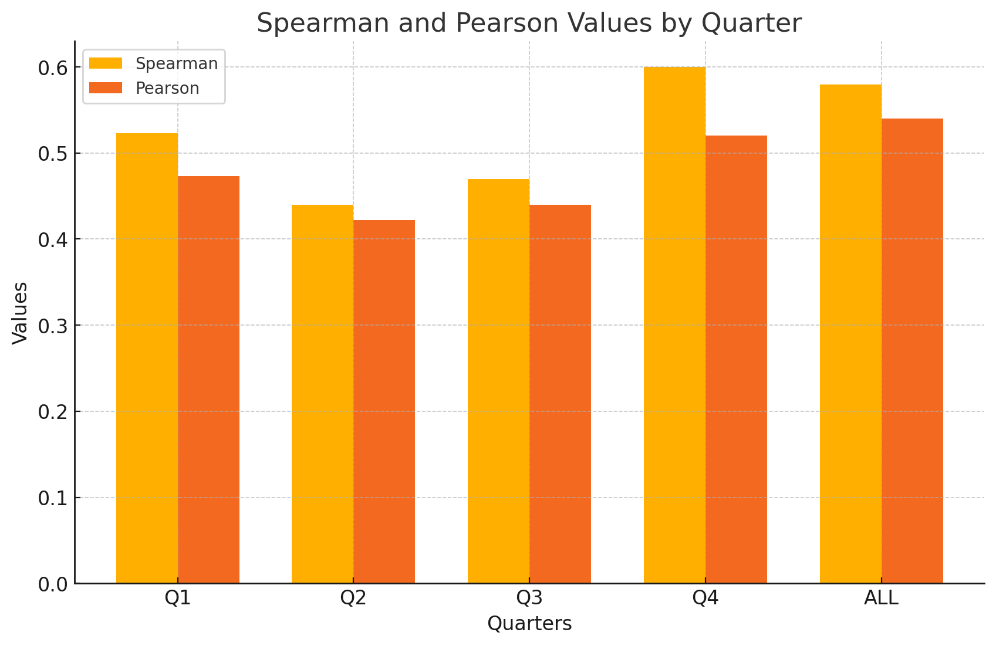 Spearman and Pearson Values by Quarter
Spearman
Pearson
0.6
0.5
0.4
0.3
0.2
0.1
0.0
Values
Q1 Q2 Q3 Q4 ALL
Quarters